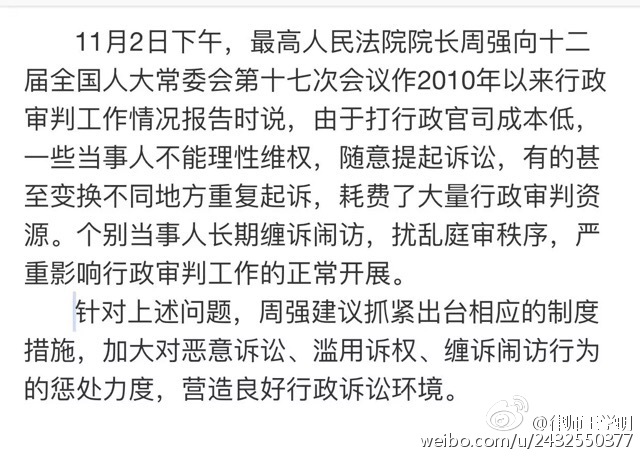 11月2日下午，最高人民法院院长周强向十二
届全国人大常委会第十七次会议作2010年以来行政
审判工作情况报告时说，由于打行政官司成本低，
一些当事人不能理性维权，随意提起诉讼，有的甚
至变换不同地方重复起诉，耗费了大量行政审判资
源。个别当事人长期缠诉闹访，扰乱庭审秩序，严
重影响行政审判工作的正常开展。
针对上述问题，周强建议抓紧出台相应的制度
措施，加大对恶意诉讼、滥用诉权、缠诉闹访行为
的惩处力度，营造良好行政诉讼环境。
@律师王学明
weibo.com/u/2432550377